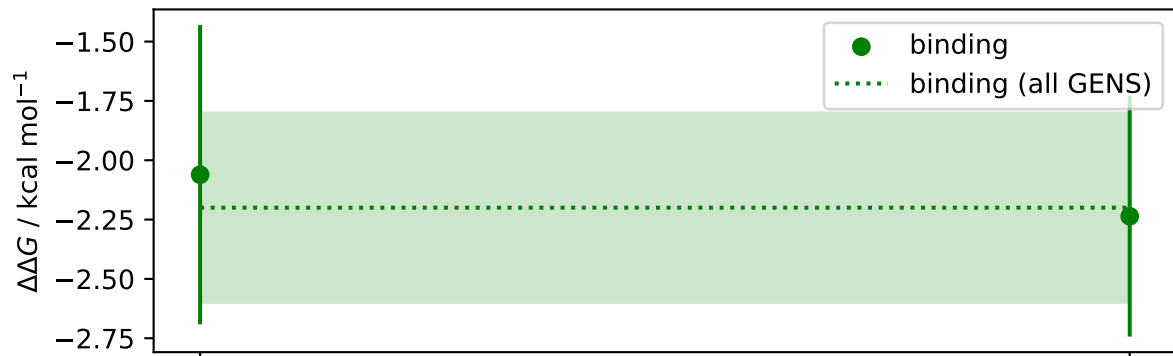 −1.50
−1.75
−2.00
−2.25
−2.50
−2.75
ΔΔG / kcal mol⁻¹
binding
binding (all GENS)